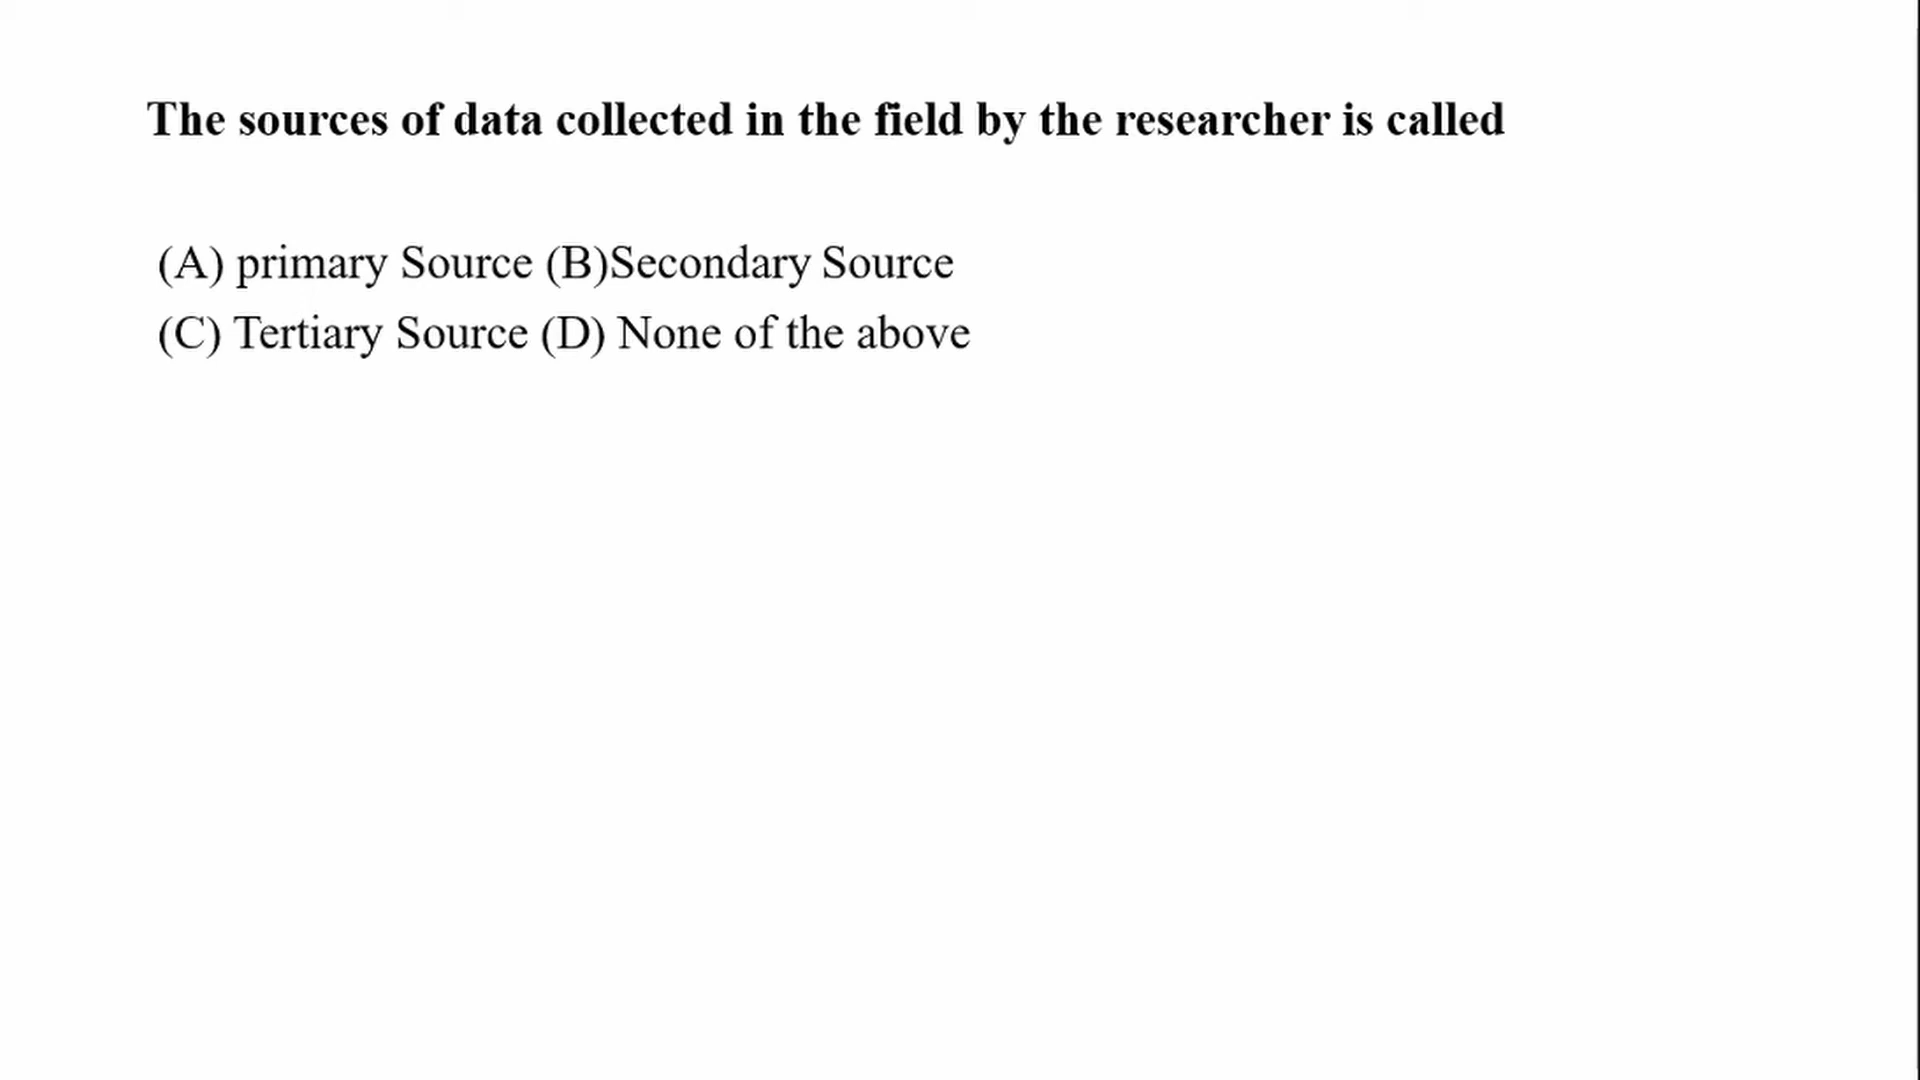 The sources of data collected in the field by the researcher is called
(A) primary Source (B)Secondary Source
(C) Tertiary Source (D) None of the above